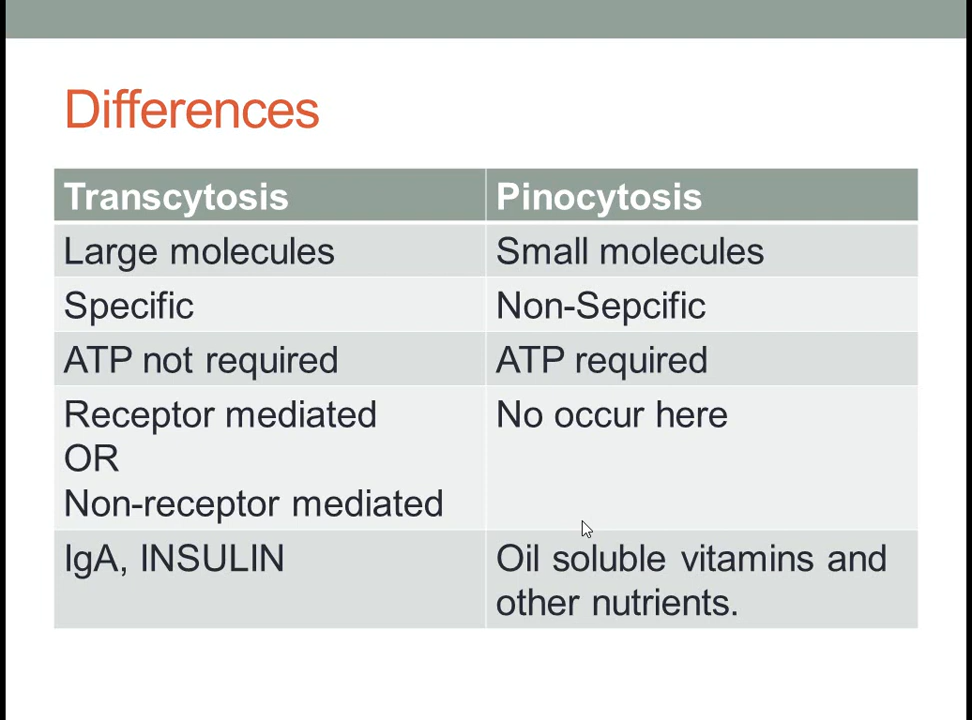 Differences
Transcytosis
Pinocytosis
Large molecules
Small molecules
Specific
Non-Sepcific
ATP not required
ATP required
Receptor mediated
OR
Non-receptor mediated
No occur here
IgA, INSULIN
Oil soluble vitamins and
other nutrients.